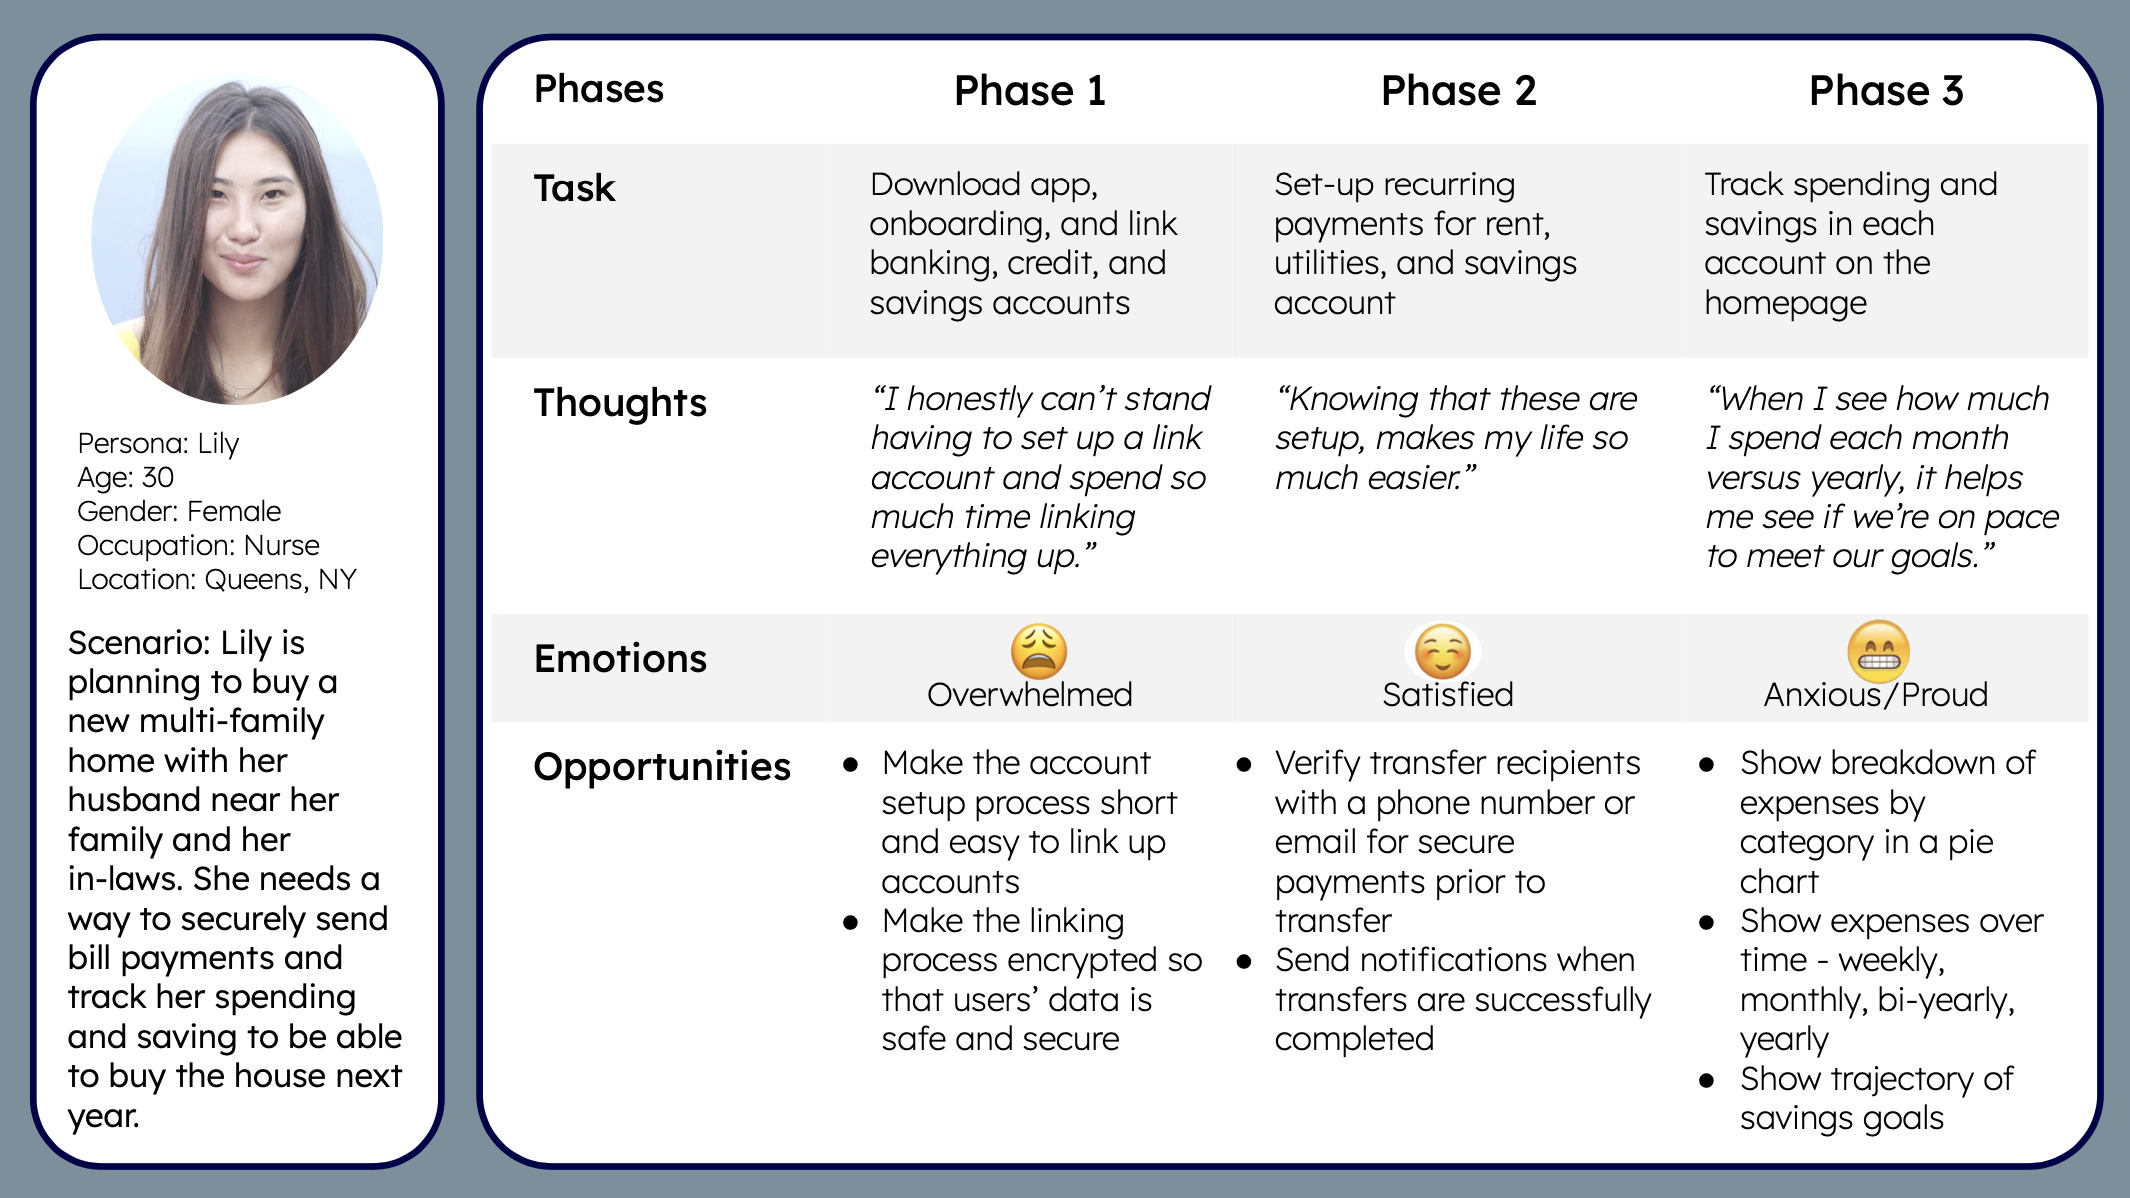 Persona: Lily
Age: 30
Gender: Female
Occupation: Nurse
Location: Queens, NY
Scenario: Lily is
planning to buy a
new multi-family
home with her
husband near her
family and her
in-laws. She needs a
way to securely send
bill payments and
track her spending
and saving to be able
to buy the house next
year.
Phases
Phase 1
Phase 2
Phase 3
Task
Download app,
onboarding, and link
banking, credit, and
savings accounts
Set-up recurring
payments for rent,
utilities, and savings
account
Track spending and
savings in each
account on the
homepage
Thoughts
“I honestly can’t stand
having to set up a link
account and spend so
much time linking
everything up.”
“Knowing that these are
setup, makes my life so
much easier.”
“When I see how much
I spend each month
versus yearly, it helps
me see if we’re on pace
to meet our goals.”
Emotions
Overwhelmed
Satisfied
Anxious/Proud
Opportunities
● Make the account
setup process short
and easy to link up
accounts
● Make the linking
process encrypted so
that users’ data is
safe and secure
● Verify transfer recipients
with a phone number or
email for secure
payments prior to
transfer
● Send notifications when
transfers are successfully
completed
● Show breakdown of
expenses by
category in a pie
chart
● Show expenses over
time - weekly,
monthly, bi-yearly,
yearly
● Show trajectory of
savings goals